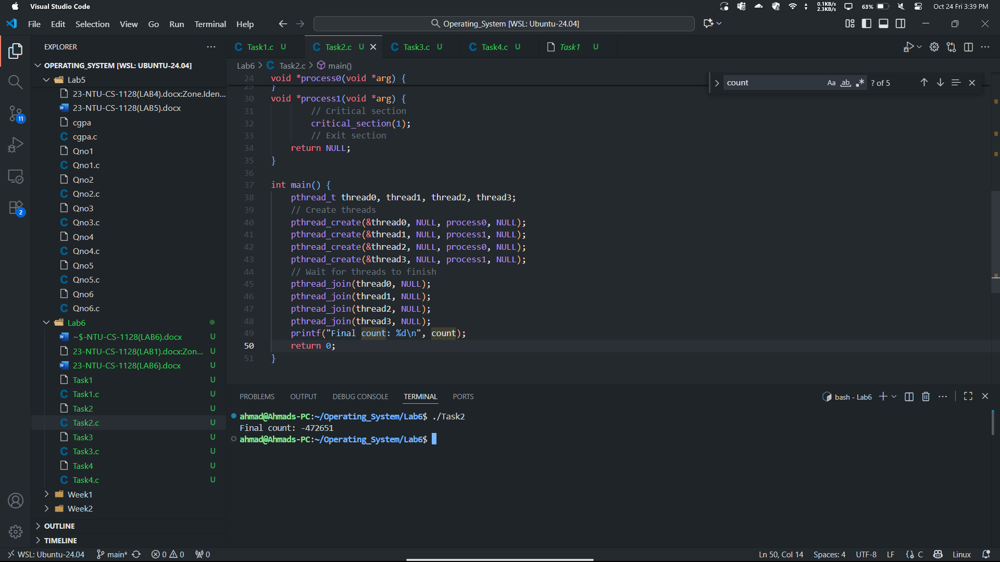 Visual Studio Code
0.1KB/s
2.3KB/s
63%
Oct 24 Fri 3:39 PM
File Edit Selection View Go Run Terminal Help
Operating_System [WSL: Ubuntu-24.04]
EXPLORER
OPERATING_SYSTEM [WSL: UBUNTU-24.04]
Lab5
23-NTU-CS-1128(LAB4).docx:Zone.Iden...
23-NTU-CS-1128(LAB5).docx
cgpa
C cgpa.c
Qno1
C Qno1.c
Qno2
C Qno2.c
Qno3
C Qno3.c
Qno4
C Qno4.c
Qno5
C Qno5.c
Qno6
C Qno6.c
Lab6
~$-NTU-CS-1128(LAB6).docx U
23-NTU-CS-1128(LAB1).docx:Zon... U
23-NTU-CS-1128(LAB6).docx U
Task1 U
C Task1.c U
Task2 U
C Task2.c U
Task3 U
C Task3.c U
Task4 U
C Task4.c U
Week1
Week2
OUTLINE
TIMELINE
11
2
C Task1.c U C Task2.c U C Task3.c U C Task4.c U Task1 U
Lab6 > C Task2.c > main()
count Aa ab ? of 5
24 void *process0(void *arg) {
29 }
30 void *process1(void *arg) {
31 // Critical section
32 critical_section(1);
33 // Exit section
34 return NULL;
35 }
36
37 int main() {
38 pthread_t thread0, thread1, thread2, thread3;
39 // Create threads
40 pthread_create(&thread0, NULL, process0, NULL);
41 pthread_create(&thread1, NULL, process1, NULL);
42 pthread_create(&thread2, NULL, process0, NULL);
43 pthread_create(&thread3, NULL, process1, NULL);
44 // Wait for threads to finish
45 pthread_join(thread0, NULL);
46 pthread_join(thread1, NULL);
47 pthread_join(thread2, NULL);
48 pthread_join(thread3, NULL);
49 printf("Final count: %d\n", count);
50 return 0;
51 }
PROBLEMS OUTPUT DEBUG CONSOLE TERMINAL PORTS
bash - Lab6
ahmad@Ahmads-PC:~/Operating_System/Lab6$ ./Task2
Final count: -472651
ahmad@Ahmads-PC:~/Operating_System/Lab6$
WSL: Ubuntu-24.04 main* 0 0 0
Ln 50, Col 14 Spaces: 4 UTF-8 LF {} C Linux